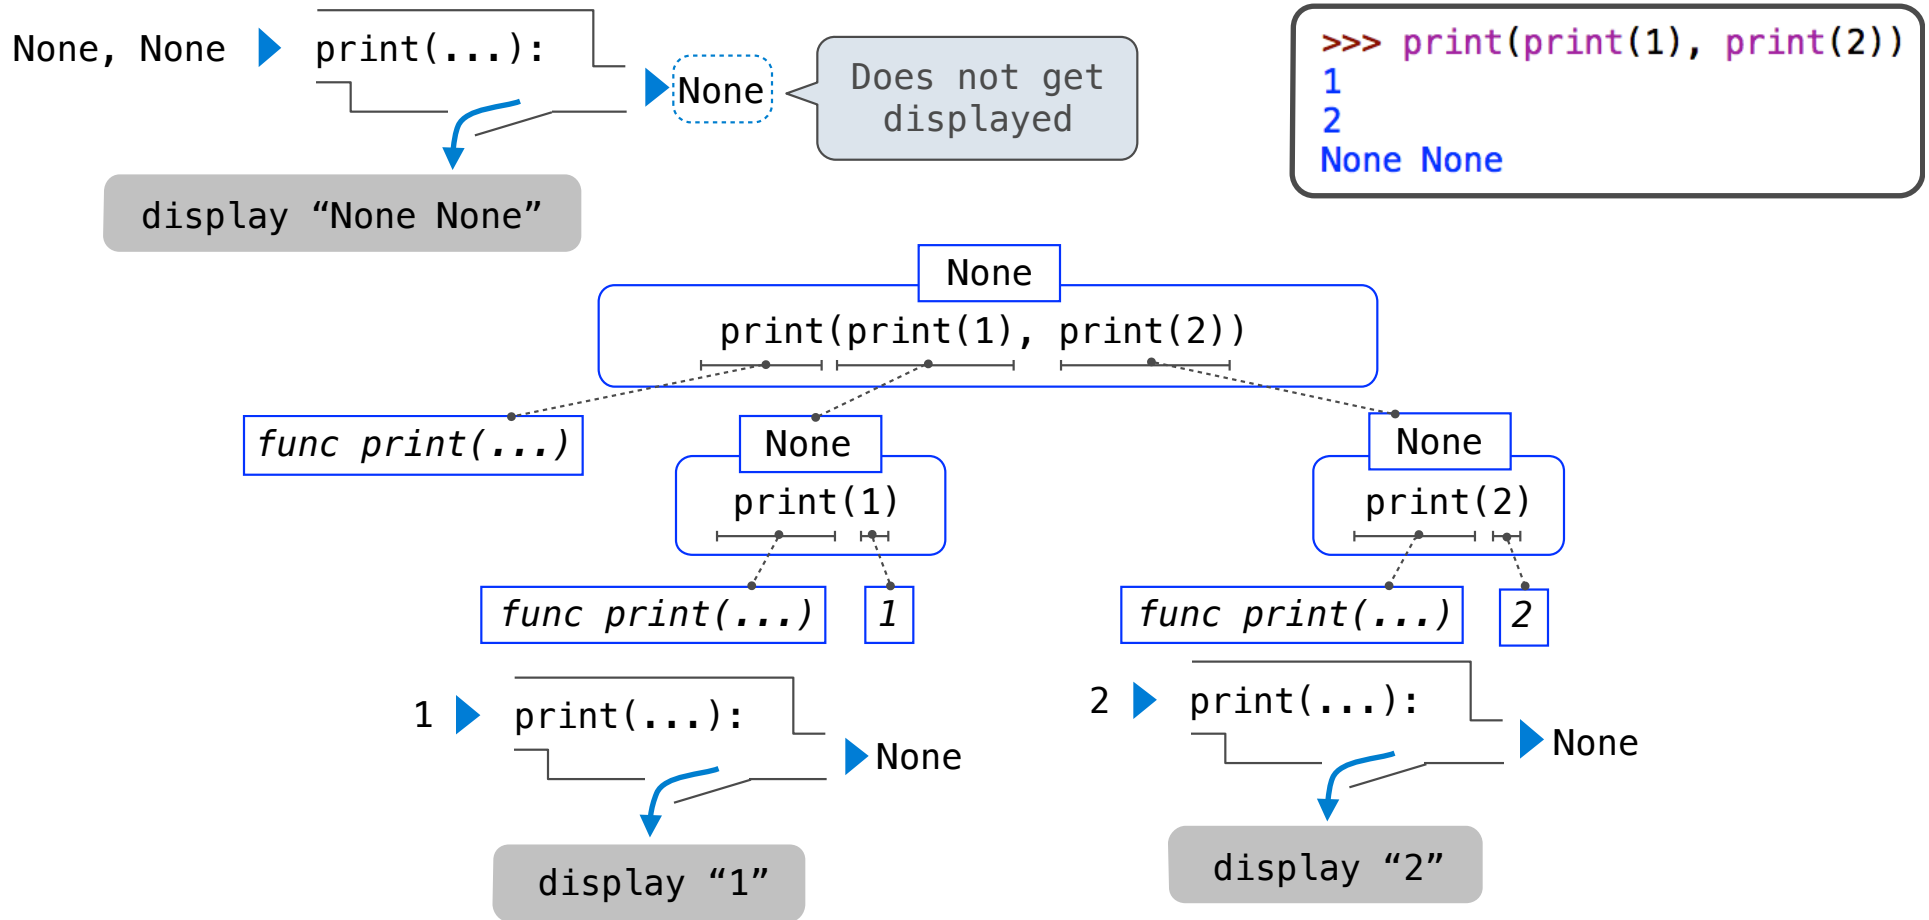 None, None
print(...):
None
Does not get
displayed
display “None None”
>>> print(print(1), print(2))
1
2
None None
None
print(print(1), print(2))
func print(...)
None
print(1)
func print(...)
1
None
print(2)
func print(...)
2
1
print(...):
None
display “1”
2
print(...):
None
display “2”